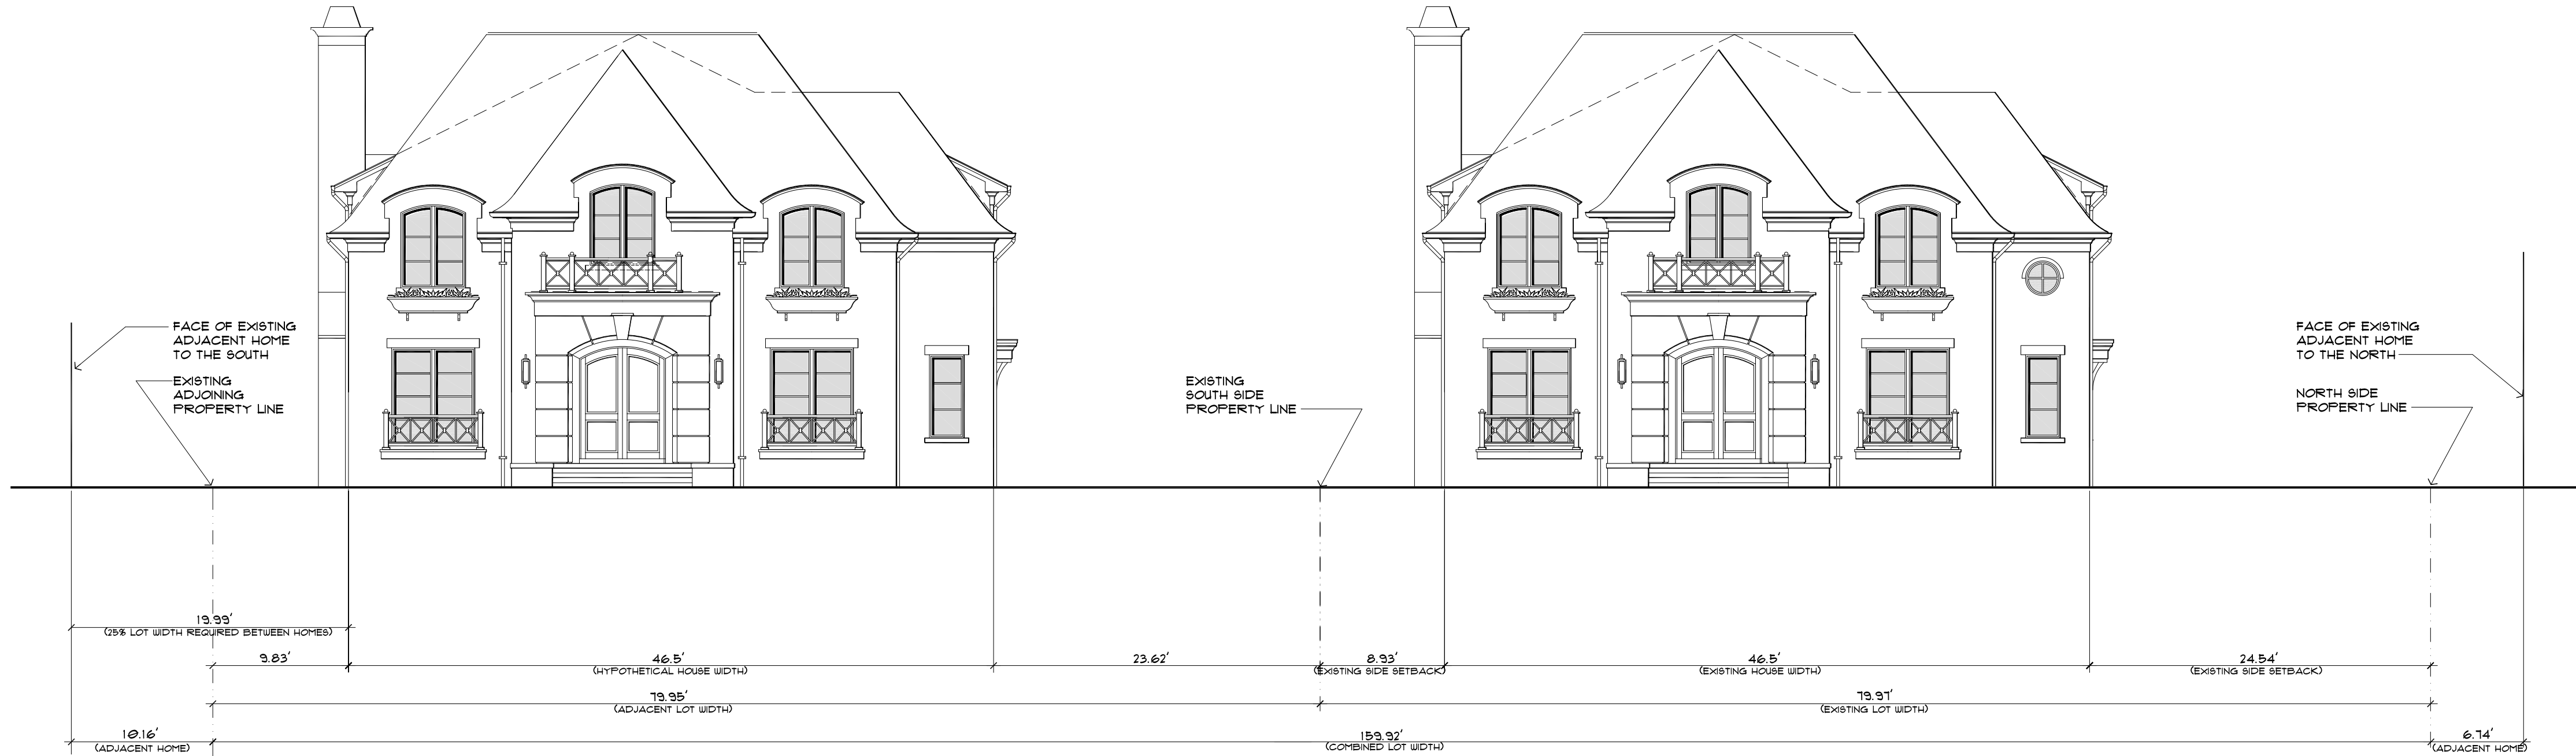 FACE OF EXISTING
ADJACENT HOME
TO THE SOUTH
EXISTING
ADJOINING
PROPERTY LINE
EXISTING
SOUTH SIDE
PROPERTY LINE
FACE OF EXISTING
ADJACENT HOME
TO THE NORTH
NORTH SIDE
PROPERTY LINE
19.99'
(25% LOT WIDTH REQUIRED BETWEEN HOMES)
9.83'
46.5'
(HYPOTHETICAL HOUSE WIDTH)
23.62'
8.93'
(EXISTING SIDE SETBACK)
46.5'
(EXISTING HOUSE WIDTH)
24.54'
(EXISTING SIDE SETBACK)
79.95'
(ADJACENT LOT WIDTH)
79.97'
(EXISTING LOT WIDTH)
10.16'
(ADJACENT HOME)
159.92'
(COMBINED LOT WIDTH)
6.74'
(ADJACENT HOME)